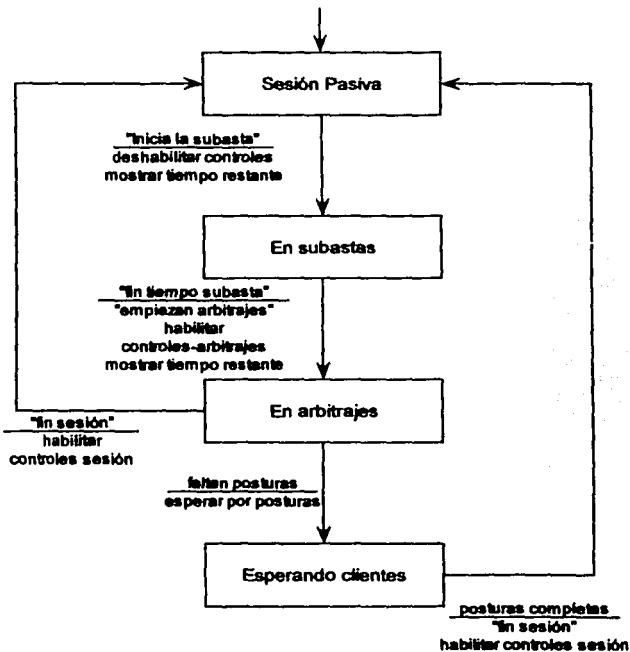 Sesión Pasiva
"Inicia la subasta"
deshabilitar controles
mostrar tiempo restante
En subastas
"fin tiempo subasta"
"empiezan arbitrajes"
habilitar
controles-arbitrajes
mostrar tiempo restante
En arbitrajes
"fin sesión"
habilitar
controles sesión
faltan posturas
esperar por posturas
Esperando clientes
posturas completas
"fin sesión"
habilitar controles sesión